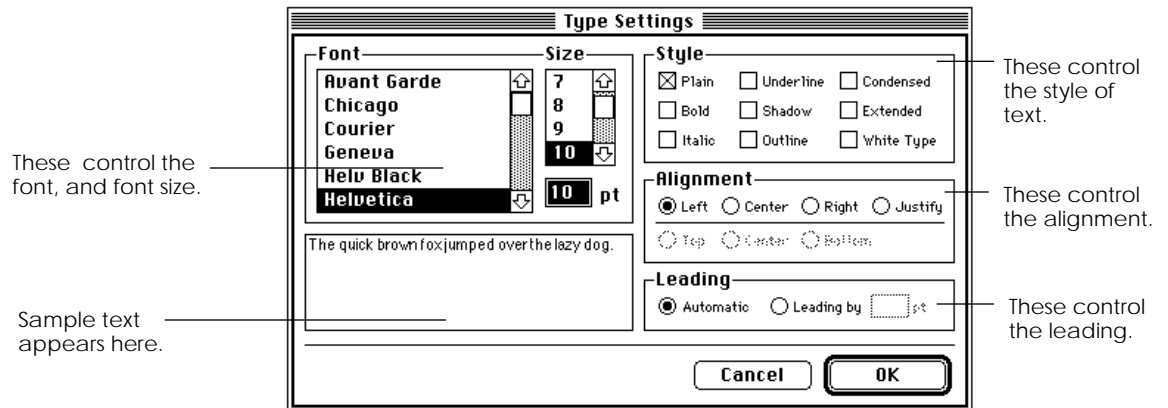 Type Settings
Font
Avant Garde
Chicago
Courier
Geneva
Helv Black
Helvetica
Size
7
8
9
10
10 pt
Style
Plain Underline Condensed
Bold Shadow Extended
Italic Outline White Type
Alignment
Left Center Right Justify
Top Center Bottom
Leading
Automatic Leading by pt
The quick brown fox jumped over the lazy dog.
Cancel OK
These control the
font, and font size.
Sample text
appears here.
These control
the style of
text.
These control
the alignment.
These control
the leading.